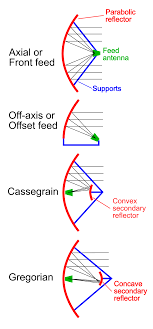 Parabolic
reflector
Axial or
Front feed
Feed
antenna
Supports
Off-axis or
Offset feed
Cassegrain
Convex
secondary
reflector
Gregorian
Concave
secondary
reflector